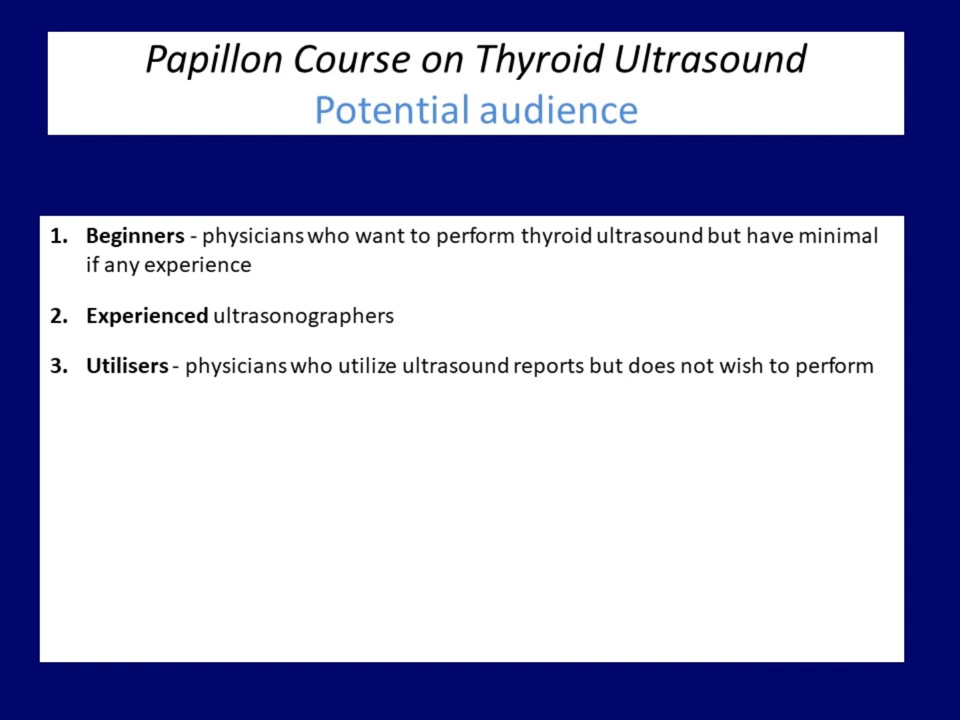 Papillon Course on Thyroid Ultrasound
Potential audience
1. Beginners - physicians who want to perform thyroid ultrasound but have minimal
if any experience
2. Experienced ultrasonographers
3. Utilisers - physicians who utilize ultrasound reports but does not wish to perform